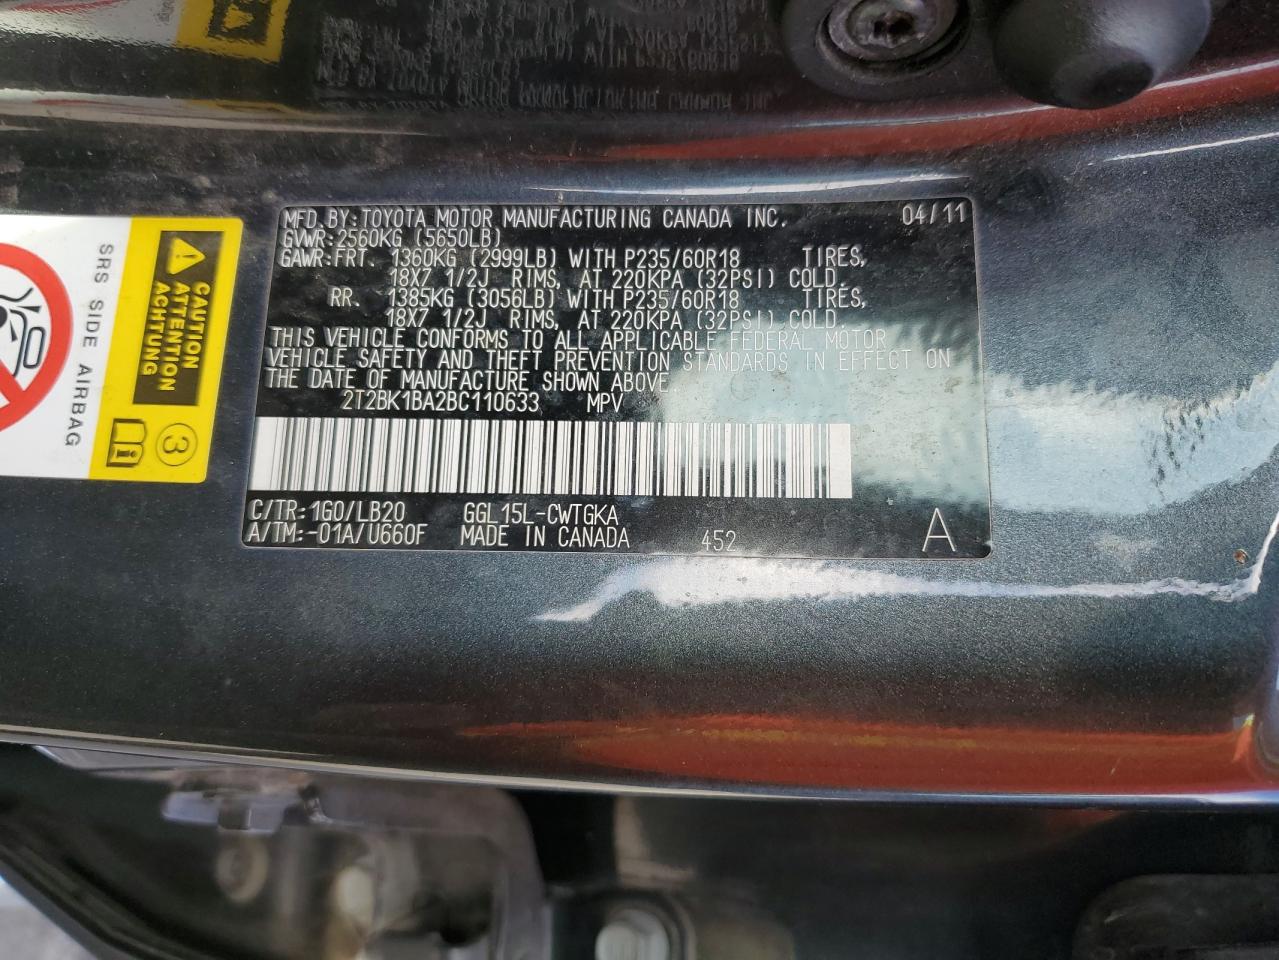 MFD BY:TOYOTA MOTOR MANUFACTURING CANADA INC. 04/11
GVWR:2560KG (5650LB)
GAWR:FRT. 1360KG (2999LB) WITH P235/60R18 TIRES,
18X7 1/2J RIMS, AT 220KPA (32PSI) COLD.
RR. 1385KG (3056LB) WITH P235/60R18 TIRES,
18X7 1/2J RIMS, AT 220KPA (32PSI) COLD.
THIS VEHICLE CONFORMS TO ALL APPLICABLE FEDERAL MOTOR
VEHICLE SAFETY AND THEFT PREVENTION STANDARDS IN EFFECT ON
THE DATE OF MANUFACTURE SHOWN ABOVE.
2T2BK1BA2BC110633 MPV
C/TR:1G0/LB20 GGL15L-CWTGKA
A/TM:-01A/U660F MADE IN CANADA 452 A
CAUTION
ATTENTION
ACHTUNG
3
SRS SIDE AIRBAG